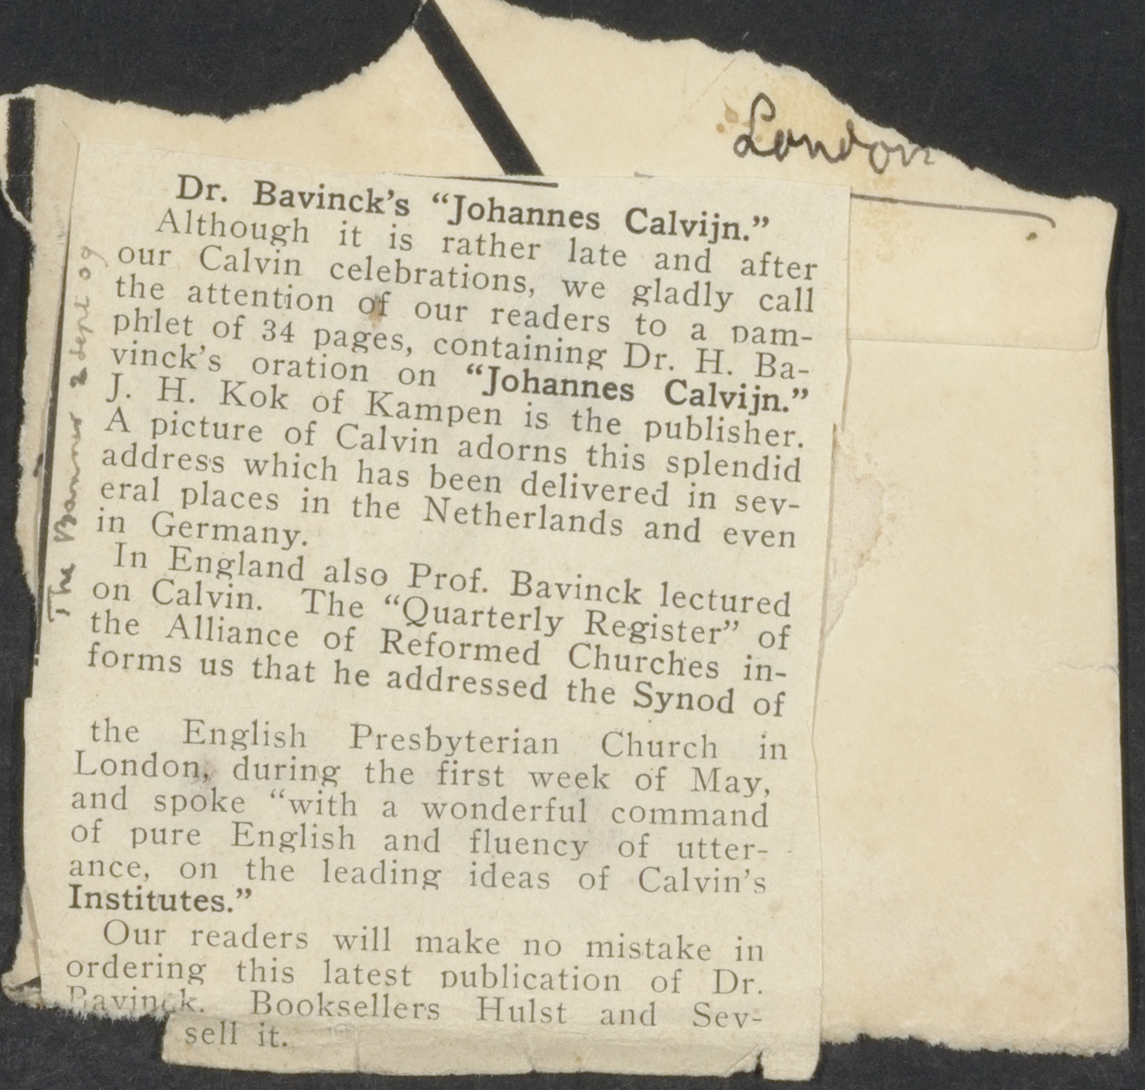 London
The Banner 2 Sept 09
Dr. Bavinck's “Johannes Calvijn.”
Although it is rather late and after
our Calvin celebrations, we gladly call
the attention of our readers to a pam-
phlet of 34 pages, containing Dr. H. Ba-
vinck's oration on “Johannes Calvijn.”
J. H. Kok of Kampen is the publisher.
A picture of Calvin adorns this splendid
address which has been delivered in sev-
eral places in the Netherlands and even
in Germany.
In England also Prof. Bavinck lectured
on Calvin. The “Quarterly Register” of
the Alliance of Reformed Churches in-
forms us that he addressed the Synod of
the English Presbyterian Church in
London, during the first week of May,
and spoke “with a wonderful command
of pure English and fluency of utter-
ance, on the leading ideas of Calvin's
Institutes.”
Our readers will make no mistake in
ordering this latest publication of Dr.
Bavinck. Booksellers Hulst and Sev-
sell it.